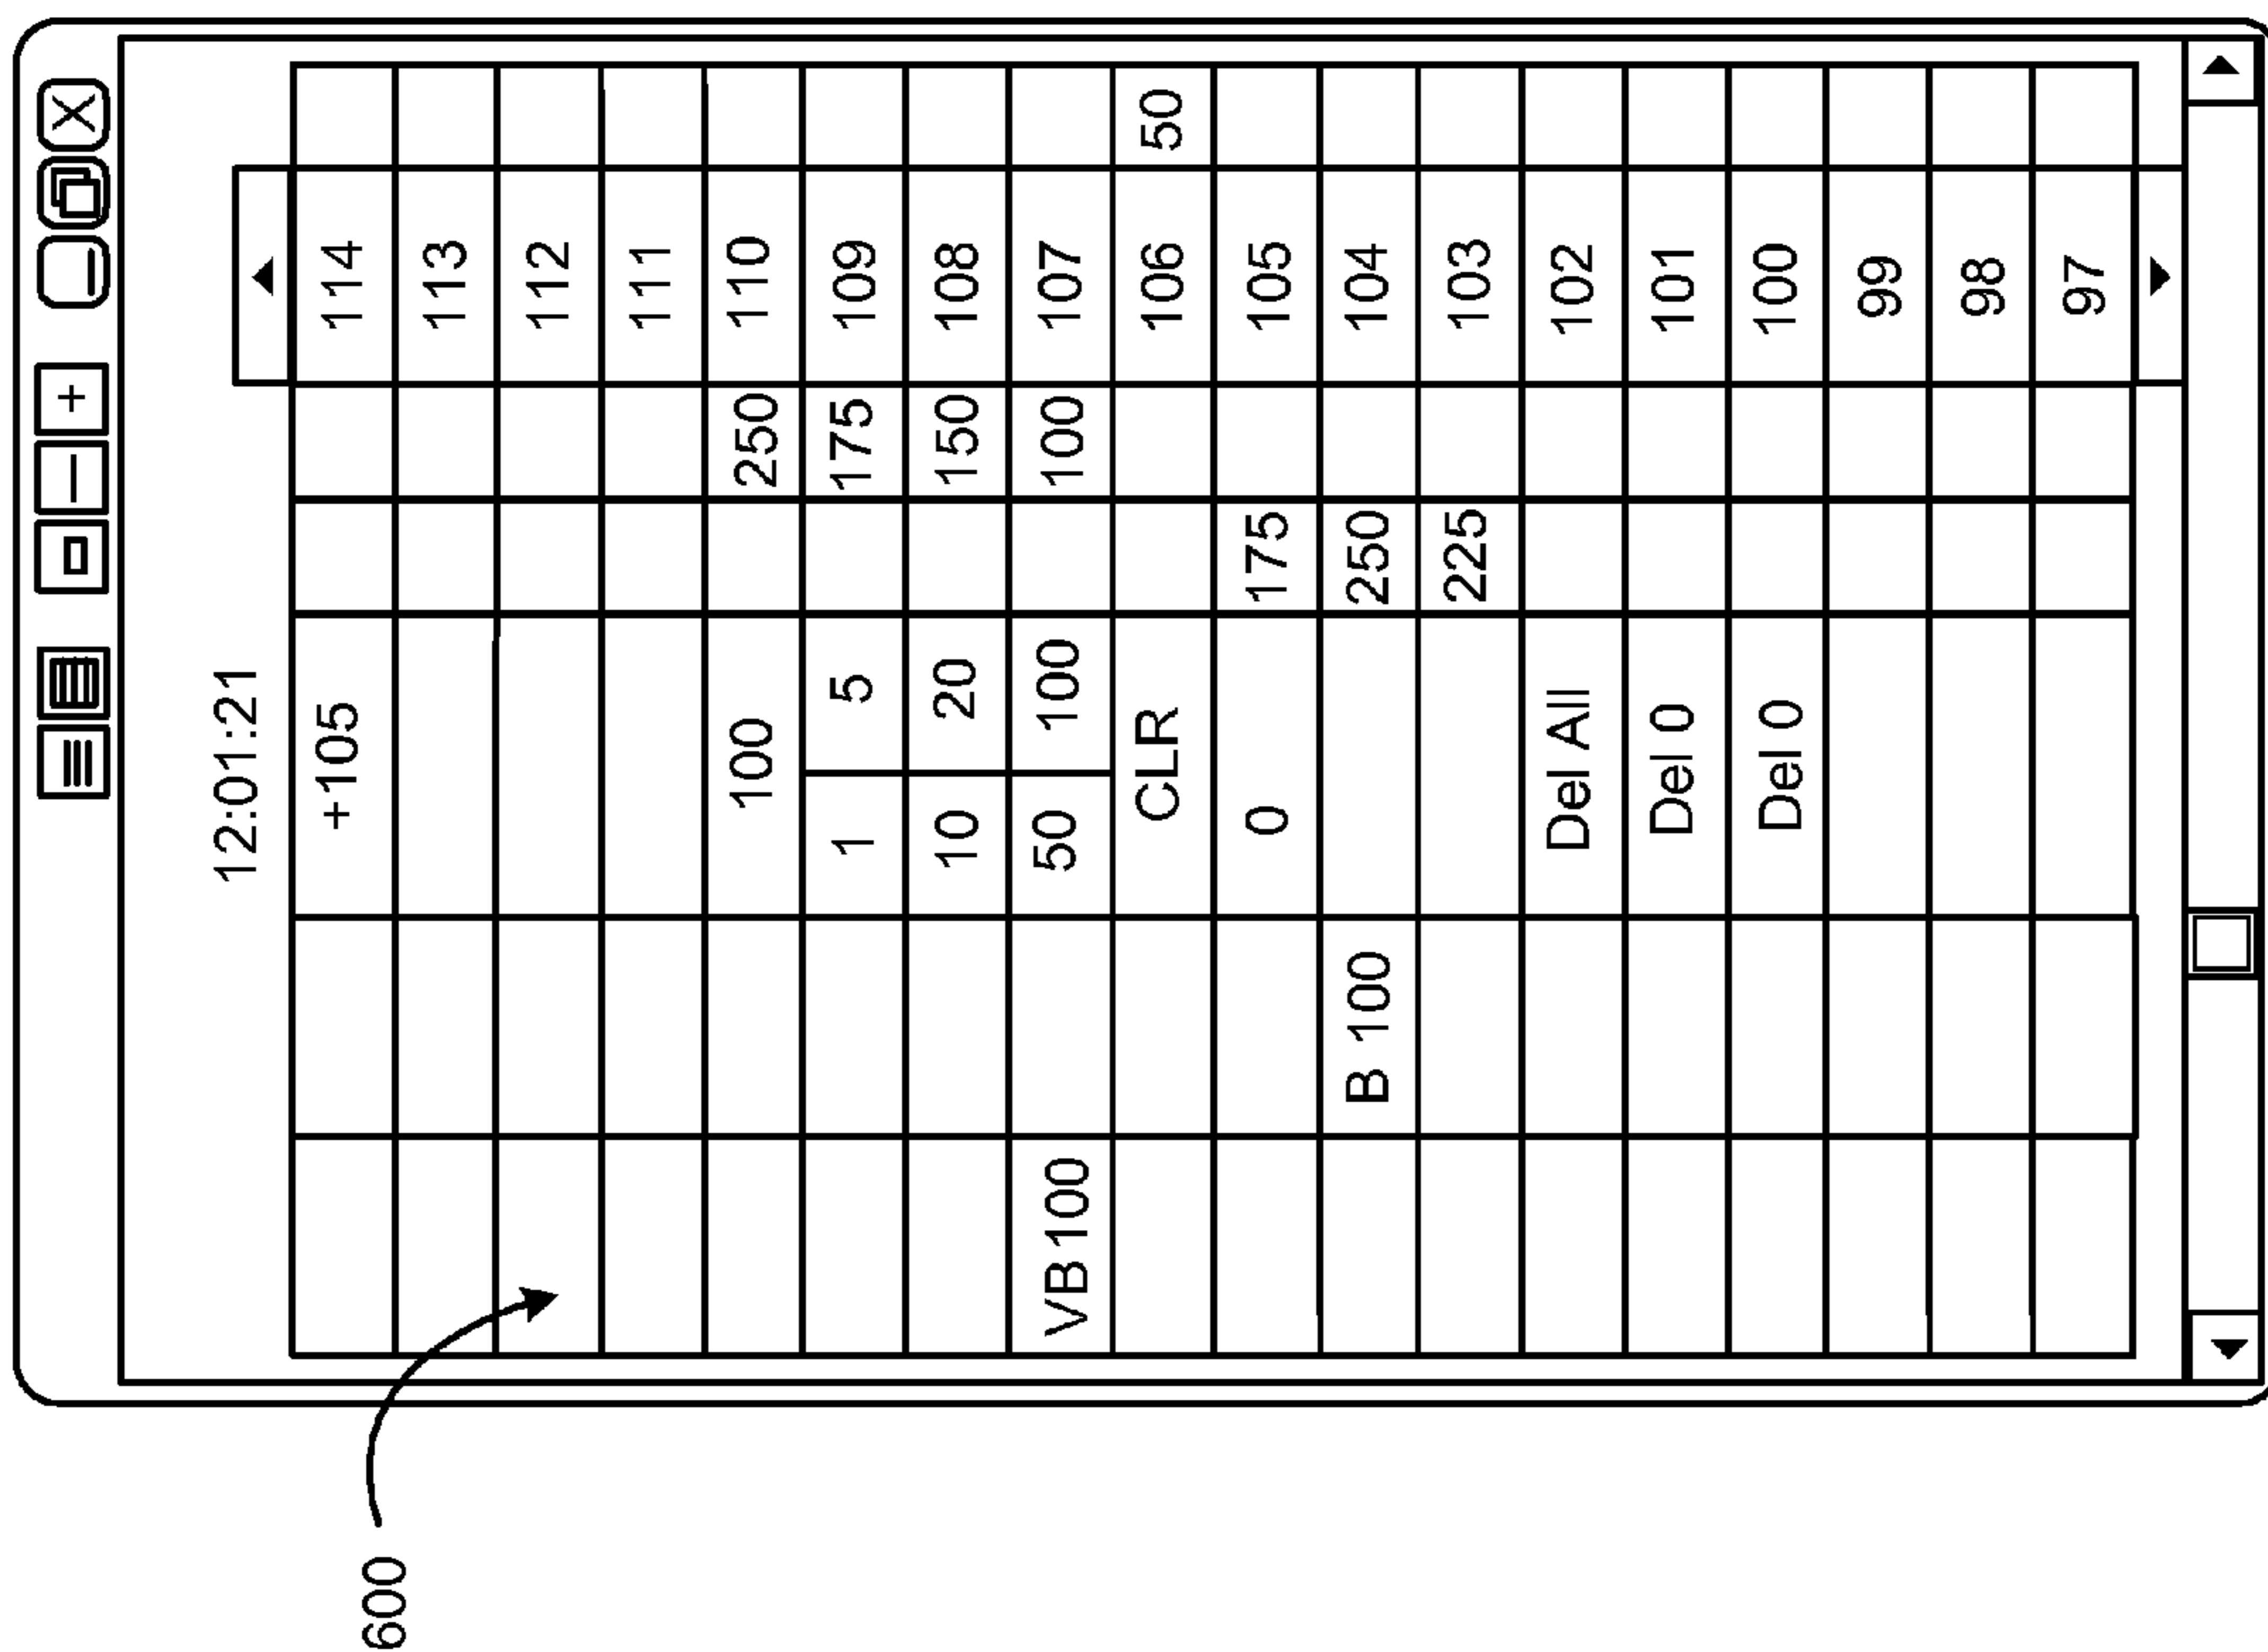 600
— + X
12:01:21
+105 114
113
112
111
100 250 110
1 5 175 109
10 20 150 108
VB 100 50 100 100 107
CLR 106 50
0 175 105
B 100 250 104
225 103
Del All 102
Del 0 101
Del 0 100
99
98
97